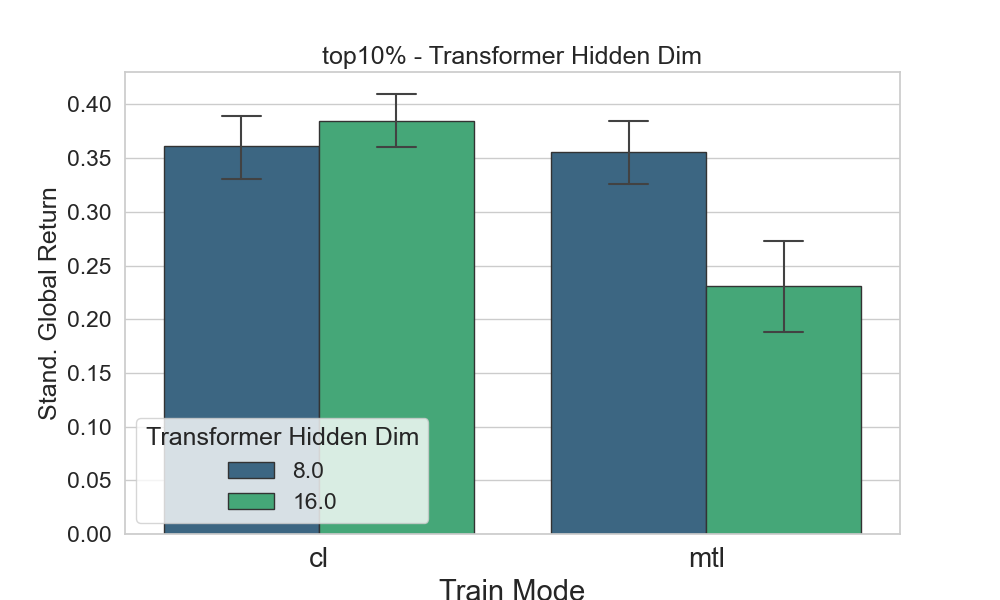 top10% - Transformer Hidden Dim
Stand. Global Return
0.40
0.35
0.30
0.25
0.20
0.15
0.10
0.05
0.00
Transformer Hidden Dim
8.0
16.0
cl
mtl
Train Mode